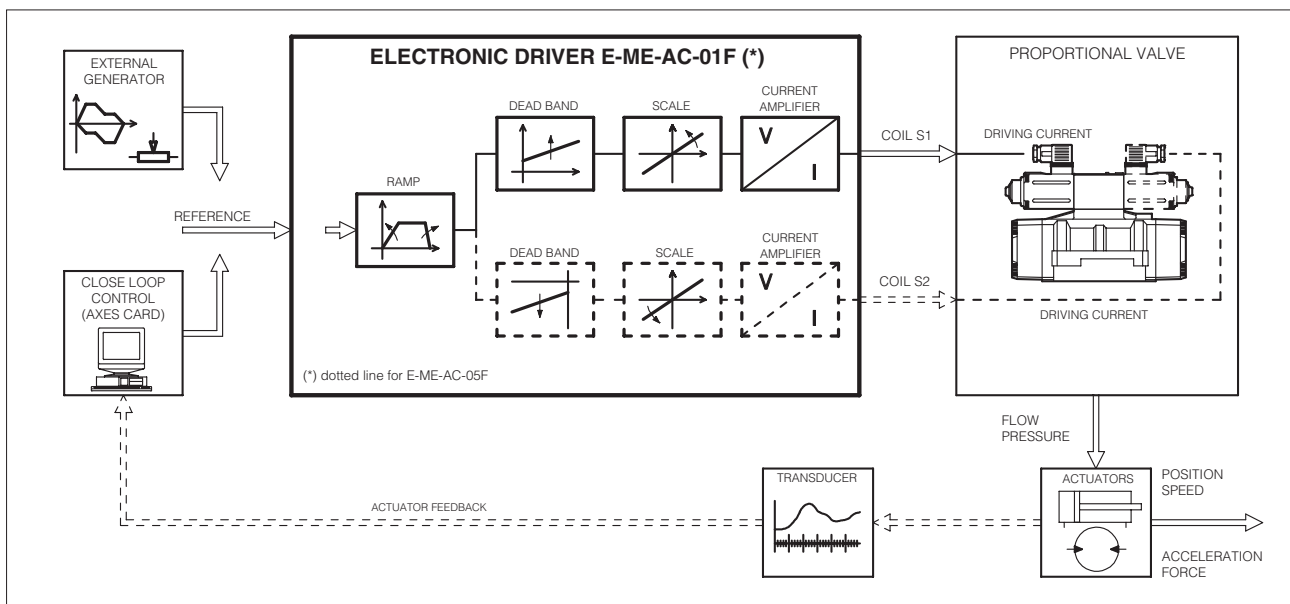 EXTERNAL
GENERATOR
REFERENCE
CLOSE LOOP
CONTROL
(AXES CARD)
ELECTRONIC DRIVER E-ME-AC-01F (*)
RAMP
DEAD BAND
SCALE
CURRENT
AMPLIFIER
V
I
DEAD BAND
SCALE
CURRENT
AMPLIFIER
V
I
(*) dotted line for E-ME-AC-05F
COIL S1
COIL S2
PROPORTIONAL VALVE
DRIVING CURRENT
DRIVING CURRENT
FLOW
PRESSURE
ACTUATORS
POSITION
SPEED
ACCELERATION
FORCE
TRANSDUCER
ACTUATOR FEEDBACK